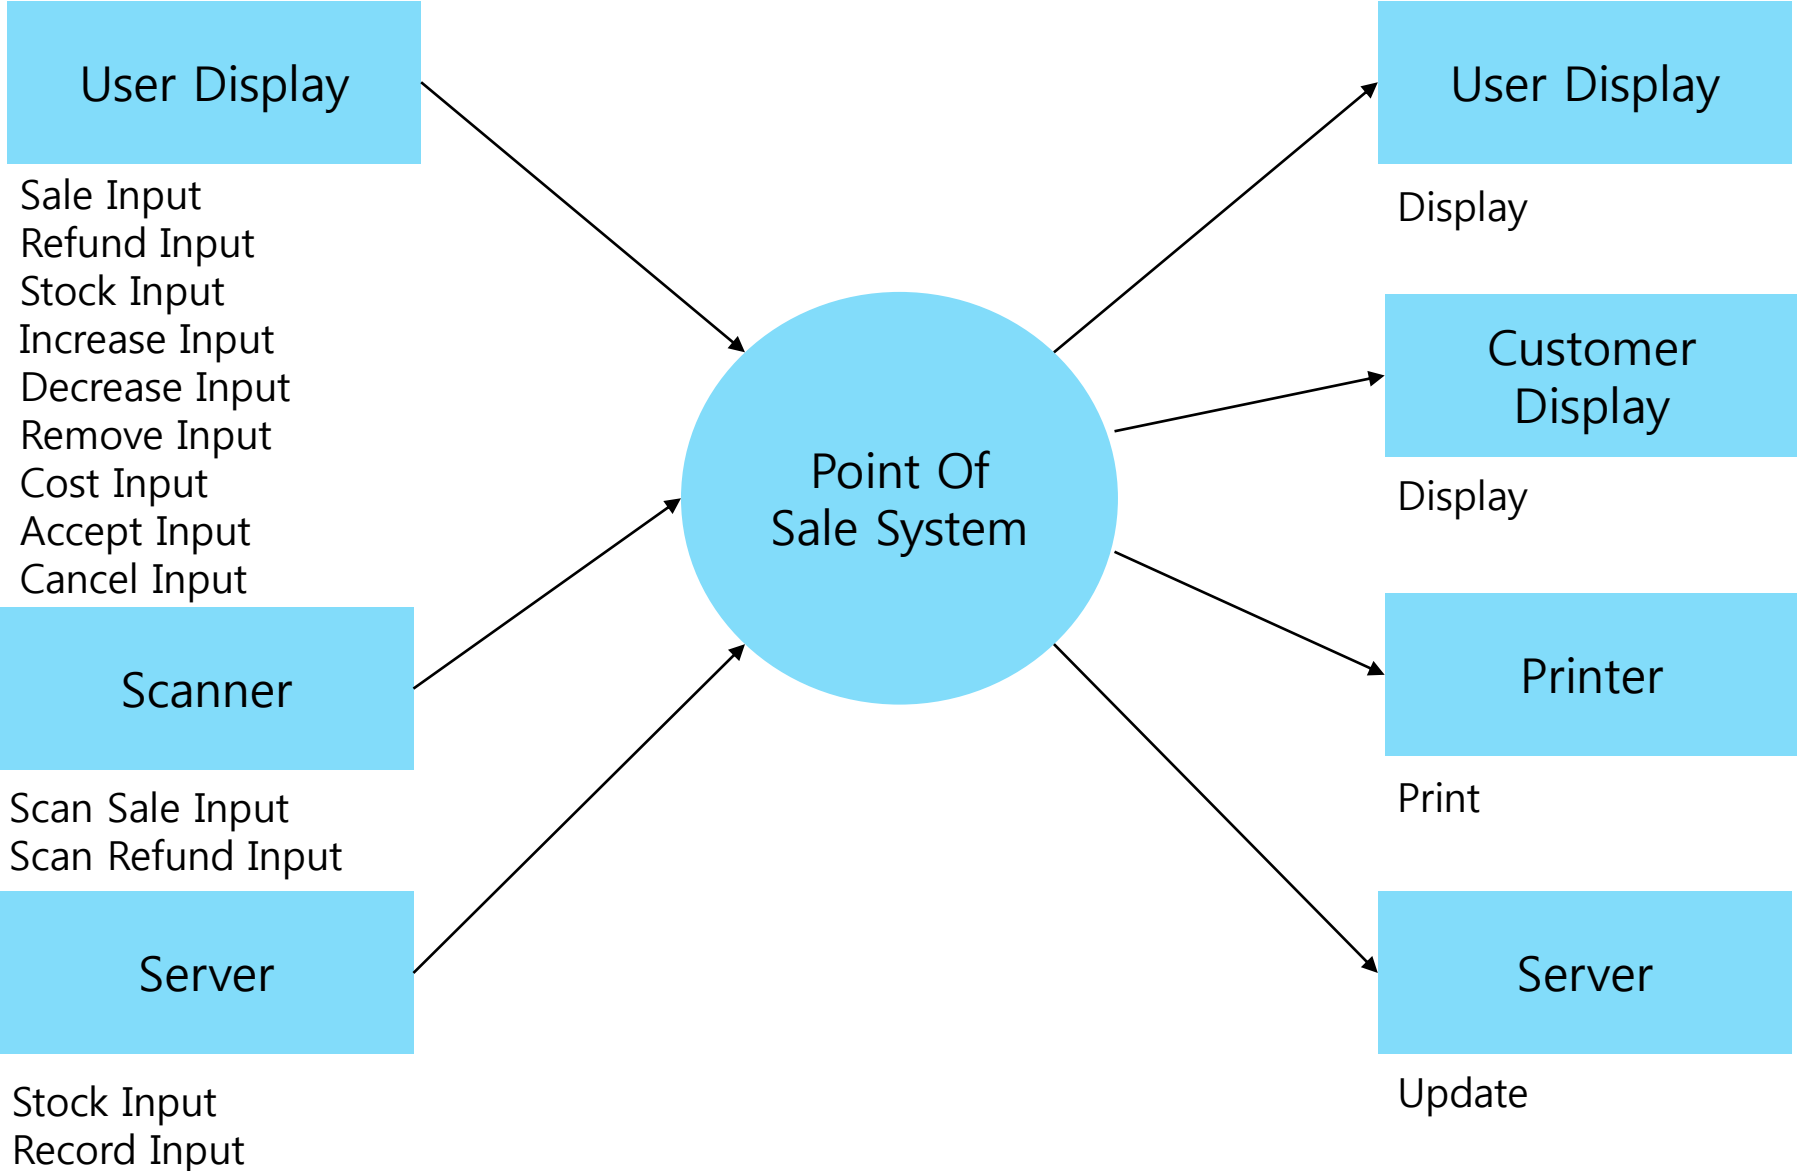 User Display
Sale Input
Refund Input
Stock Input
Increase Input
Decrease Input
Remove Input
Cost Input
Accept Input
Cancel Input
Scanner
Scan Sale Input
Scan Refund Input
Server
Stock Input
Record Input
Point Of
Sale System
User Display
Display
Customer
Display
Display
Printer
Print
Server
Update